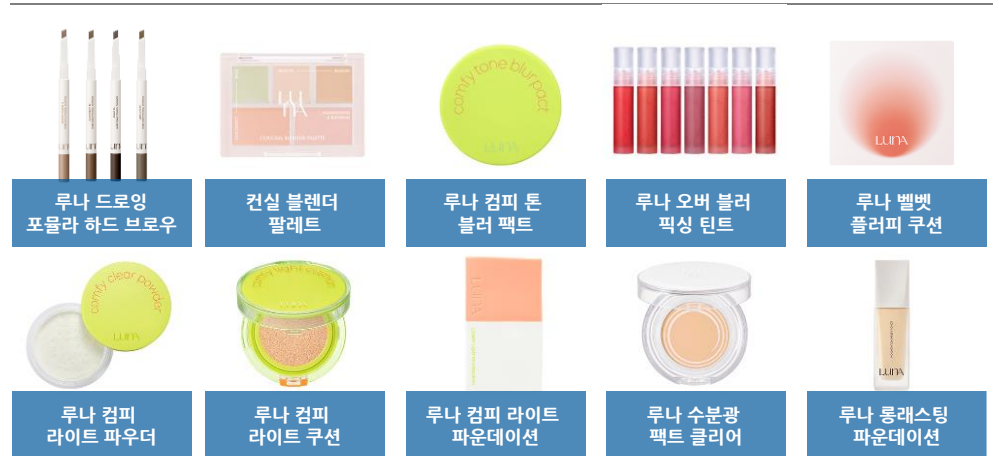 LUNA
comfy tone blurpact
LUNA
LUNA
루나 드로잉
포뮬라 하드 브로우
컨실 블렌더
팔레트
루나 컴피 톤
블러 팩트
루나 오버 블러
픽싱 틴트
루나 벨벳
플러피 쿠션
comfy clear powder
LUNA
LUNA
LUNA
루나 컴피
라이트 파우더
루나 컴피
라이트 쿠션
루나 컴피 라이트
파운데이션
루나 수분광
팩트 클리어
루나 롱래스팅
파운데이션